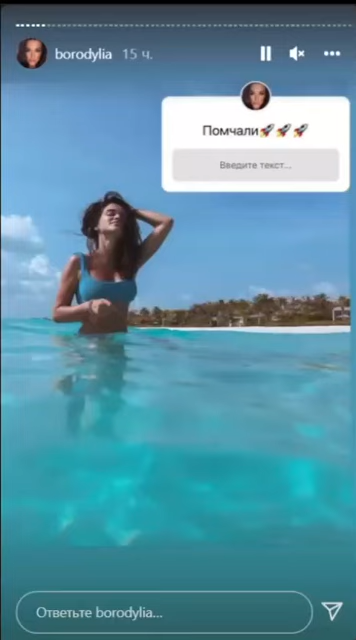 borodylia 15 ч.
Помчали🚀🚀🚀
Введите текст...
Ответьте borodylia...